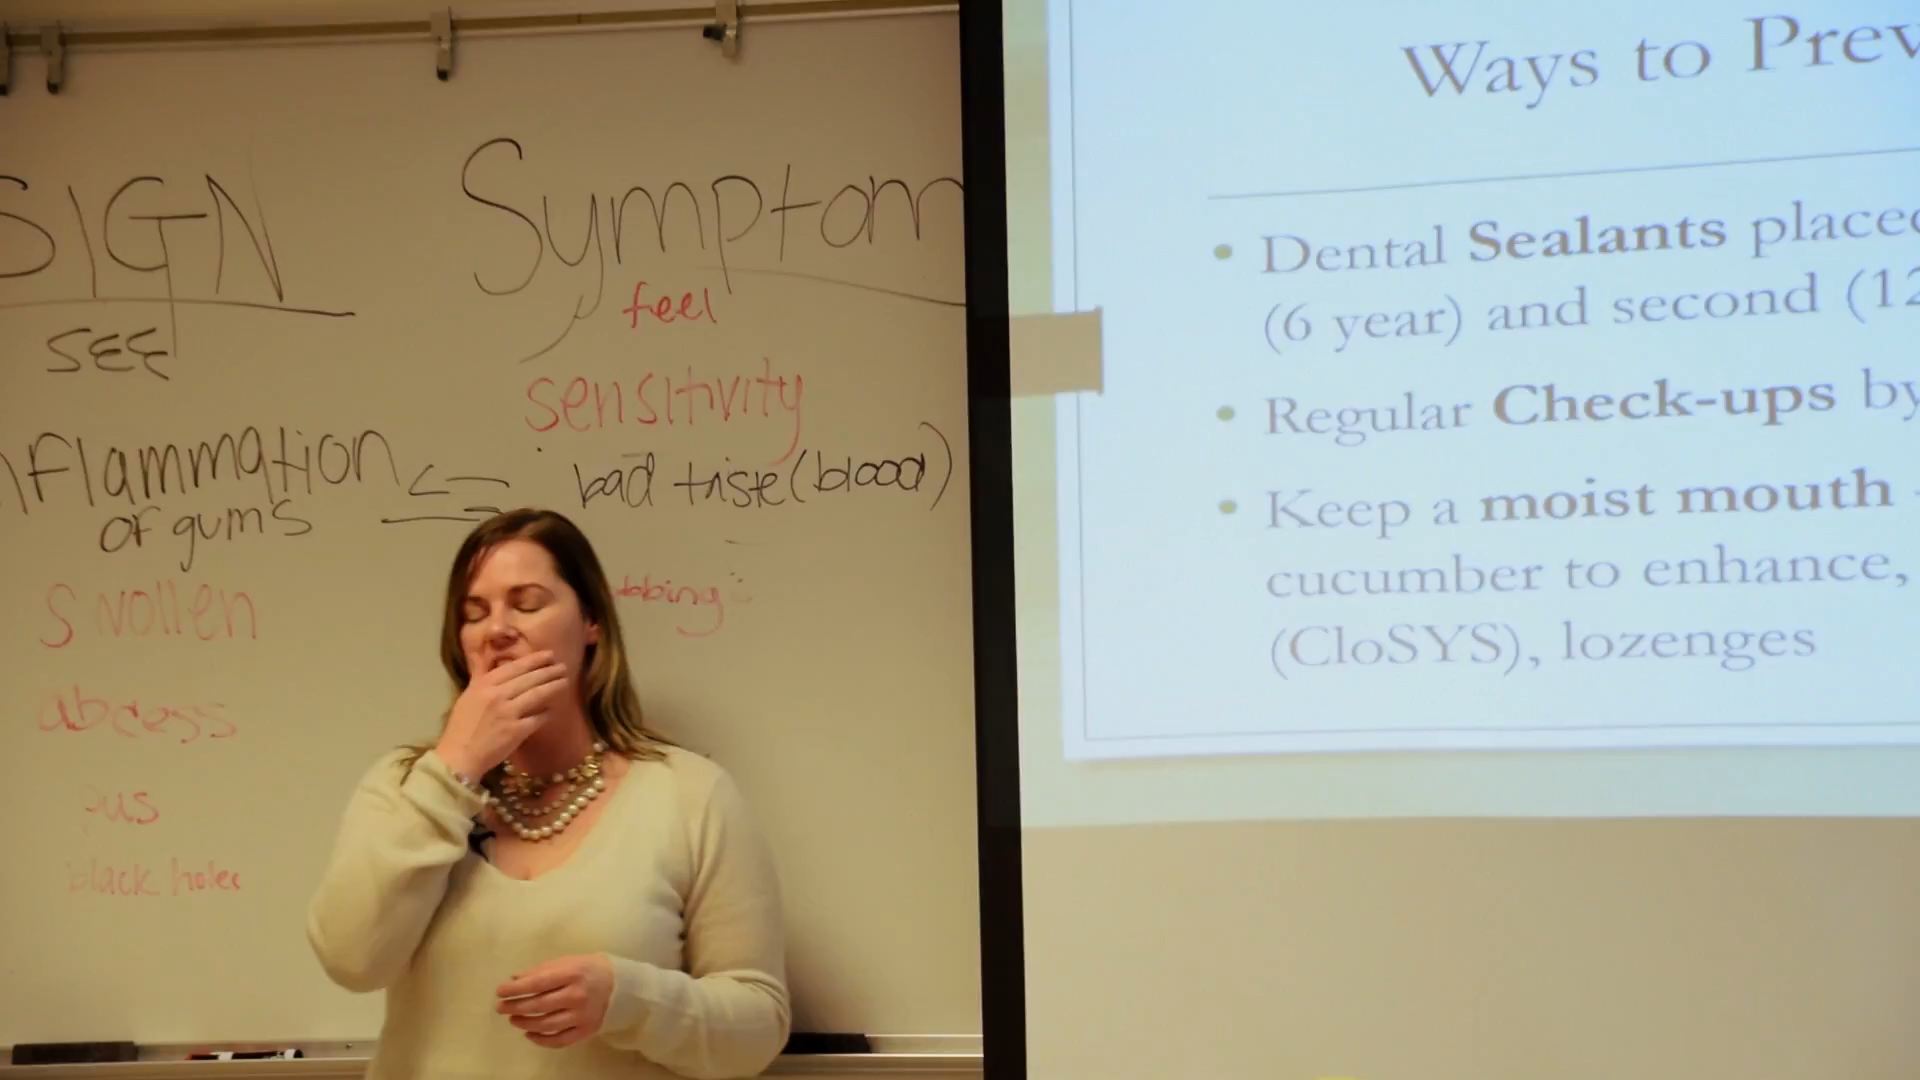 SIGN
SEE
nflammation
of gums
Swollen
abcess
pus
black holes
Symptom
feel
sensitivity
bad taste (blood)
bbing
Ways to Prev
• Dental Sealants placed
(6 year) and second (12
• Regular Check-ups by
• Keep a moist mouth -
cucumber to enhance,
(CloSYS), lozenges